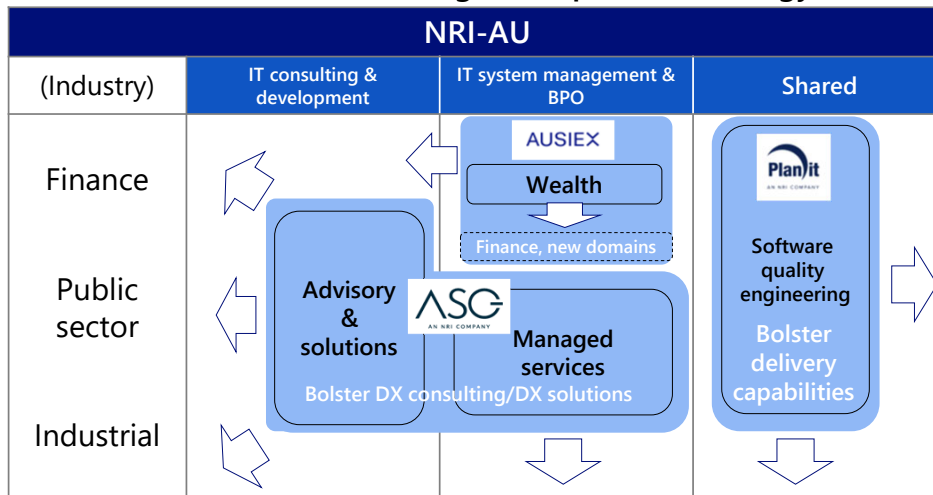 NRI-AU
(Industry)
IT consulting &
development
IT system management &
BPO
Shared
Finance
AUSIEX
Wealth
Finance, new domains
Planit
AN NRI COMPANY
Software
quality
engineering
Bolster
delivery
capabilities
Public
sector
Advisory
&
solutions
ASG
AN NRI COMPANY
Managed
services
Bolster DX consulting/DX solutions
Industrial